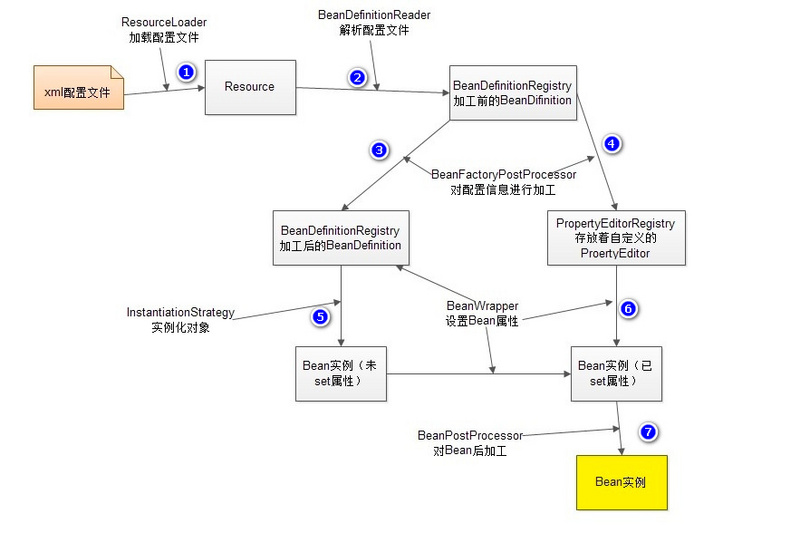 ResourceLoader
加载配置文件
BeanDefinitionReader
解析配置文件
1
2
xml配置文件
Resource
BeanDefinitionRegistry
加工前的BeanDifinition
3
4
BeanFactoryPostProcessor
对配置信息进行加工
BeanDefinitionRegistry
加工后的BeanDefinition
PropertyEditorRegistry
存放着自定义的
ProertyEditor
InstantiationStrategy
实例化对象
5
BeanWrapper
设置Bean属性
6
Bean实例（未
set属性）
Bean实例（已
set属性）
BeanPostProcessor
对Bean后加工
7
Bean实例